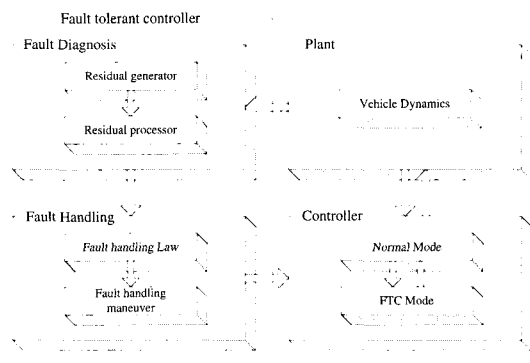 Fault tolerant controller
Fault Diagnosis
Residual generator
Residual processor
Plant
Vehicle Dynamics
Fault Handling
Fault handling Law
Fault handling
maneuver
Controller
Normal Mode
FTC Mode